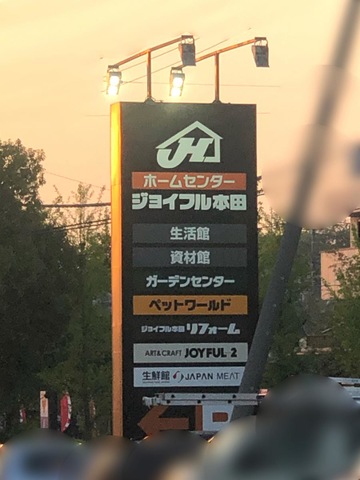 JH
ホームセンター
ジョイフル本田
生活館
資材館
ガーデンセンター
ペットワールド
ジョイフル本田 リフォーム
ART&CRAFT JOYFUL 2
生鮮館 JAPAN MEAT
P